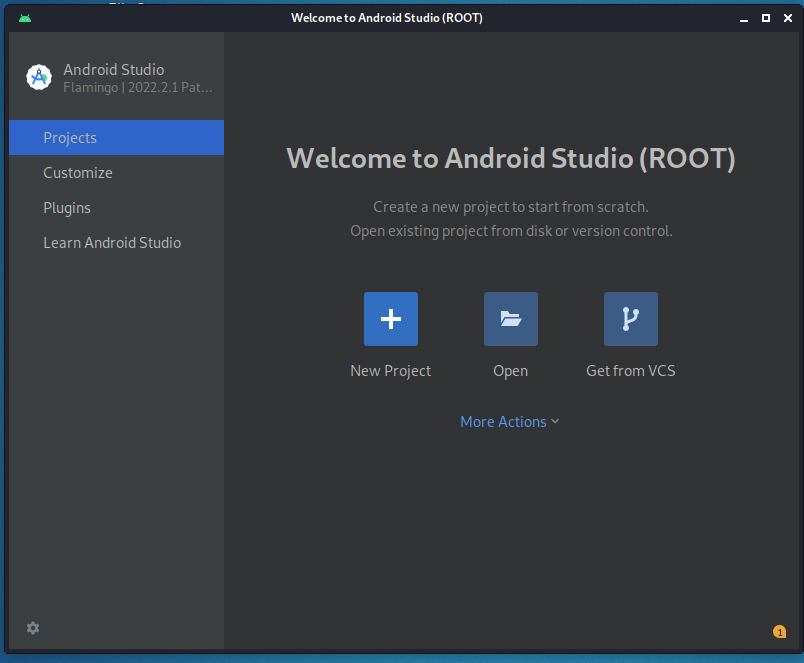 Welcome to Android Studio (ROOT)
Android Studio
Flamingo | 2022.2.1 Pat...
Projects
Customize
Plugins
Learn Android Studio
Welcome to Android Studio (ROOT)
Create a new project to start from scratch.
Open existing project from disk or version control.
New Project
Open
Get from VCS
More Actions
1